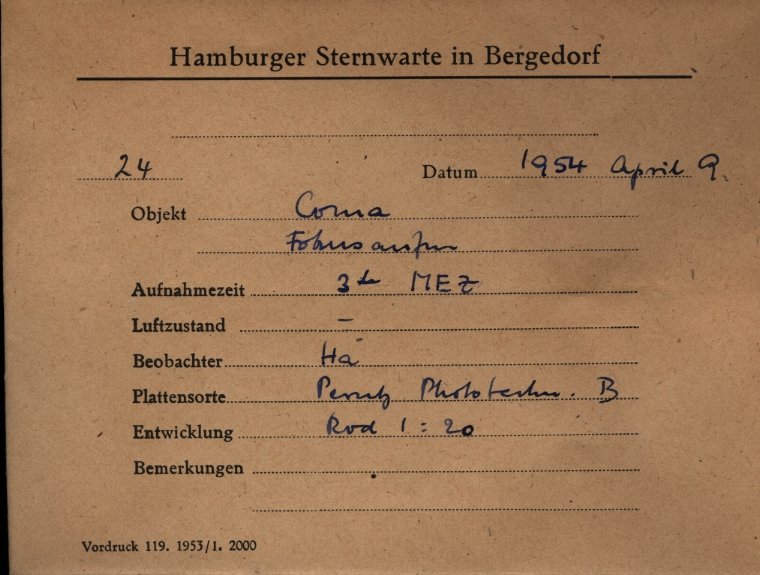 Hamburger Sternwarte in Bergedorf
24 Datum 1954 April 9.
Objekt Coma
Aufnahmezeit 3h MEZ
Luftzustand –
Beobachter Ha
Plattensorte Perutz Phototechn. B
Entwicklung Rod 1:20
Bemerkungen
Vordruck 119. 1953/1. 2000